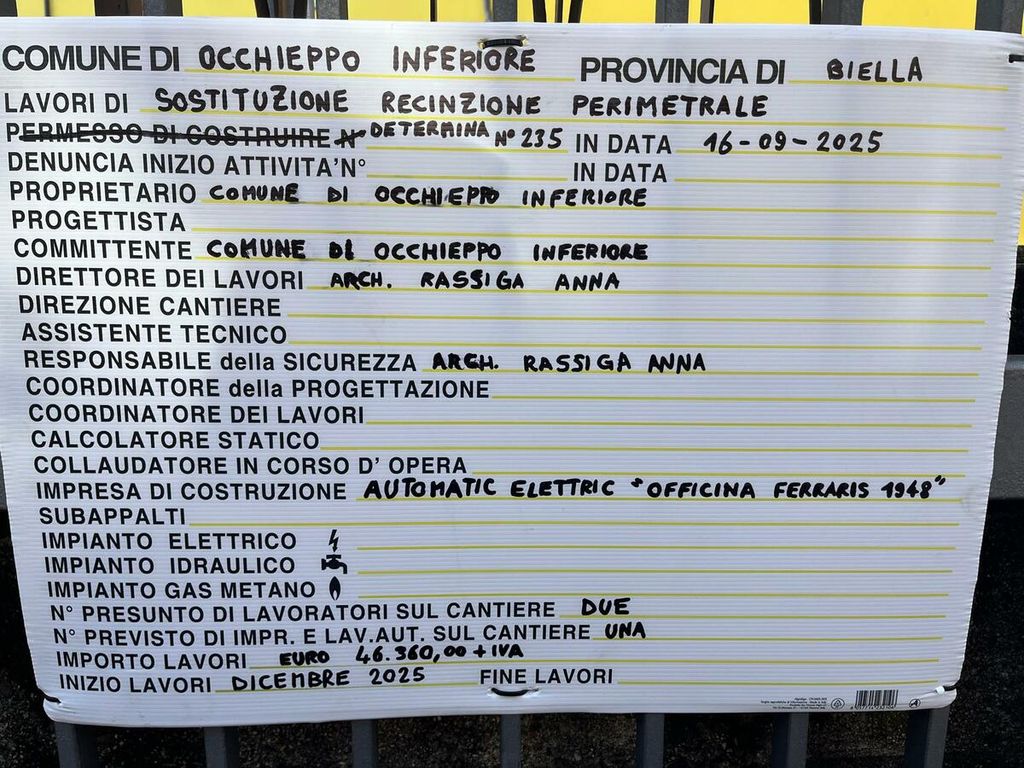 COMUNE DI OCCHIEPPO INFERIORE PROVINCIA DI BIELLA
LAVORI DI SOSTITUZIONE RECINZIONE PERIMETRALE
PERMESSO DI COSTRUIRE N° DETERMINA N° 235 IN DATA 16-09-2025
DENUNCIA INIZIO ATTIVITA' N° IN DATA
PROPRIETARIO COMUNE DI OCCHIEPPO INFERIORE
PROGETTISTA
COMMITTENTE COMUNE DI OCCHIEPPO INFERIORE
DIRETTORE DEI LAVORI ARCH. RASSIGA ANNA
DIREZIONE CANTIERE
ASSISTENTE TECNICO
RESPONSABILE della SICUREZZA ARCH. RASSIGA ANNA
COORDINATORE della PROGETTAZIONE
COORDINATORE DEI LAVORI
CALCOLATORE STATICO
COLLAUDATORE IN CORSO D' OPERA
IMPRESA DI COSTRUZIONE AUTOMATIC ELETTRIC "OFFICINA FERRARIS 1948"
SUBAPPALTI
IMPIANTO ELETTRICO
IMPIANTO IDRAULICO
IMPIANTO GAS METANO
N° PRESUNTO DI LAVORATORI SUL CANTIERE DUE
N° PREVISTO DI IMPR. E LAV.AUT. SUL CANTIERE UNA
IMPORTO LAVORI EURO 46.360,00 + IVA
INIZIO LAVORI DICEMBRE 2025 FINE LAVORI